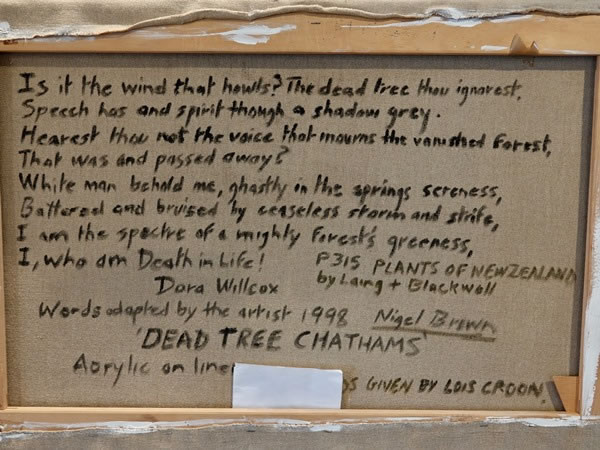 Is it the wind that howls? The dead tree thou ignorest.
Speech has and spirit though a shadow grey.
Hearest thou not the voice that mourns the vanished Forest,
That was and passed away?
White man behold me, ghastly in the springs sereness,
Battered and bruised by ceaseless storm and strife,
I am the spectre of a mighty forest's greeness,
I, who am Death in Life!
P315 PLANTS OF NEWZEALAND
by Laing + Blackwell
Dora Willcox
Words adapted by the artist 1998 Nigel Brown
'DEAD TREE CHATHAMS'
Acrylic on
GIVEN BY LOIS CROON.